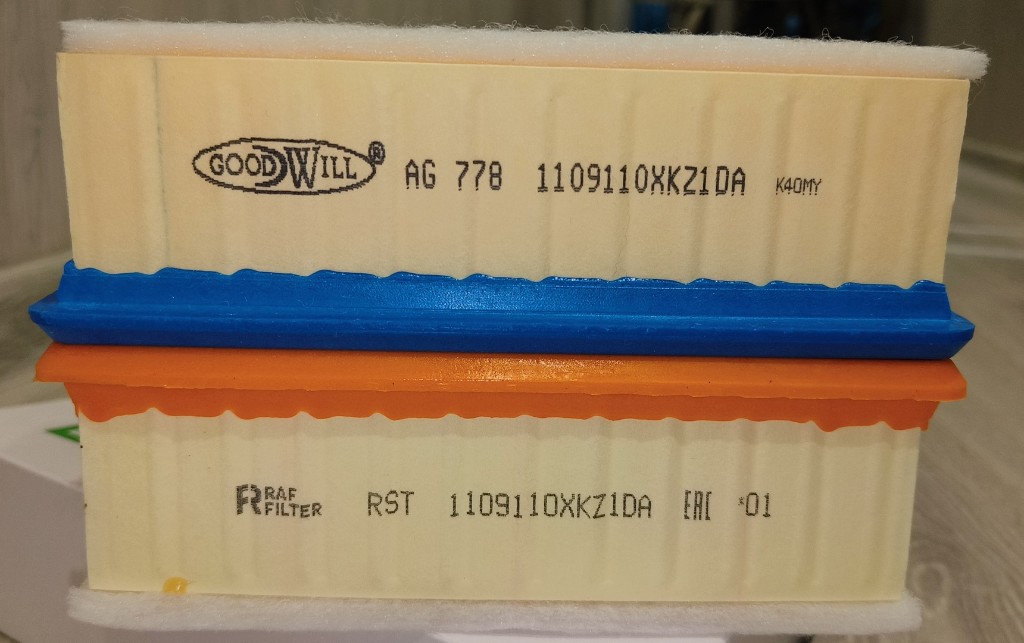 GOODWILL® AG 778 1109110XKZ1DA K40MY
RAF FILTER RST 1109110XKZ1DA EAC *01